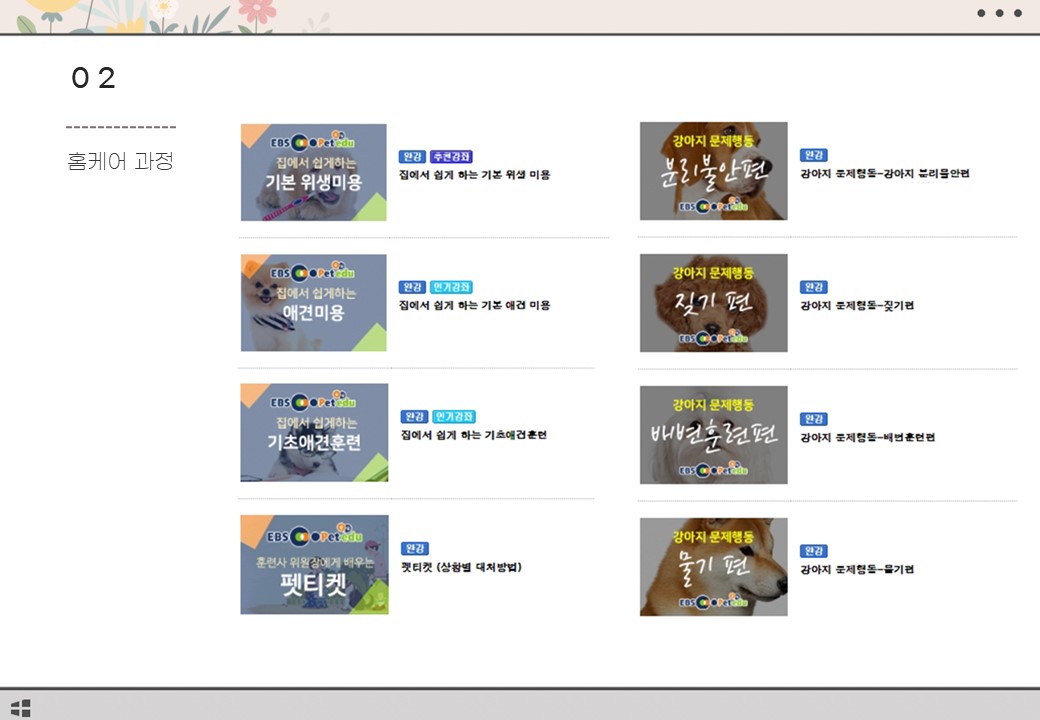 02
홈케어 과정
EBS Petedu
집에서 쉽게하는
기본 위생미용
완강 추천강좌
집에서 쉽게 하는 기본 위생 미용
EBS Petedu
집에서 쉽게하는
애견미용
완강 인기강좌
집에서 쉽게 하는 기본 애견 미용
EBS Petedu
집에서 쉽게하는
기초애견훈련
완강 인기강좌
집에서 쉽게 하는 기초애견훈련
EBS Petedu
훈련사 위원장에게 배우는
펫티켓
완강
펫티켓 (상황별 대처방법)
강아지 문제행동
분리불안편
EBS Petedu
완강
강아지 문제행동-강아지 분리불안편
강아지 문제행동
짖기 편
EBS Petedu
완강
강아지 문제행동-짖기편
강아지 문제행동
배변훈련편
EBS Petedu
완강
강아지 문제행동-배변훈련편
강아지 문제행동
물기 편
EBS Petedu
완강
강아지 문제행동-물기편